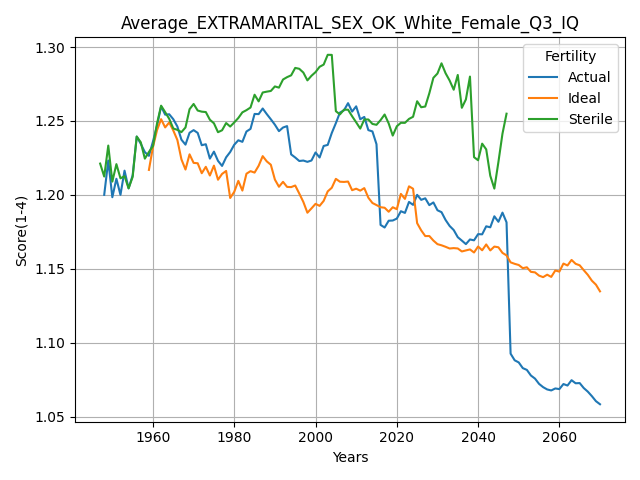 Average_EXTRAMARITAL_SEX_OK_White_Female_Q3_IQ
Fertility
Actual
Ideal
Sterile
Score(1-4)
1.30
1.25
1.20
1.15
1.10
1.05
1960 1980 2000 2020 2040 2060
Years